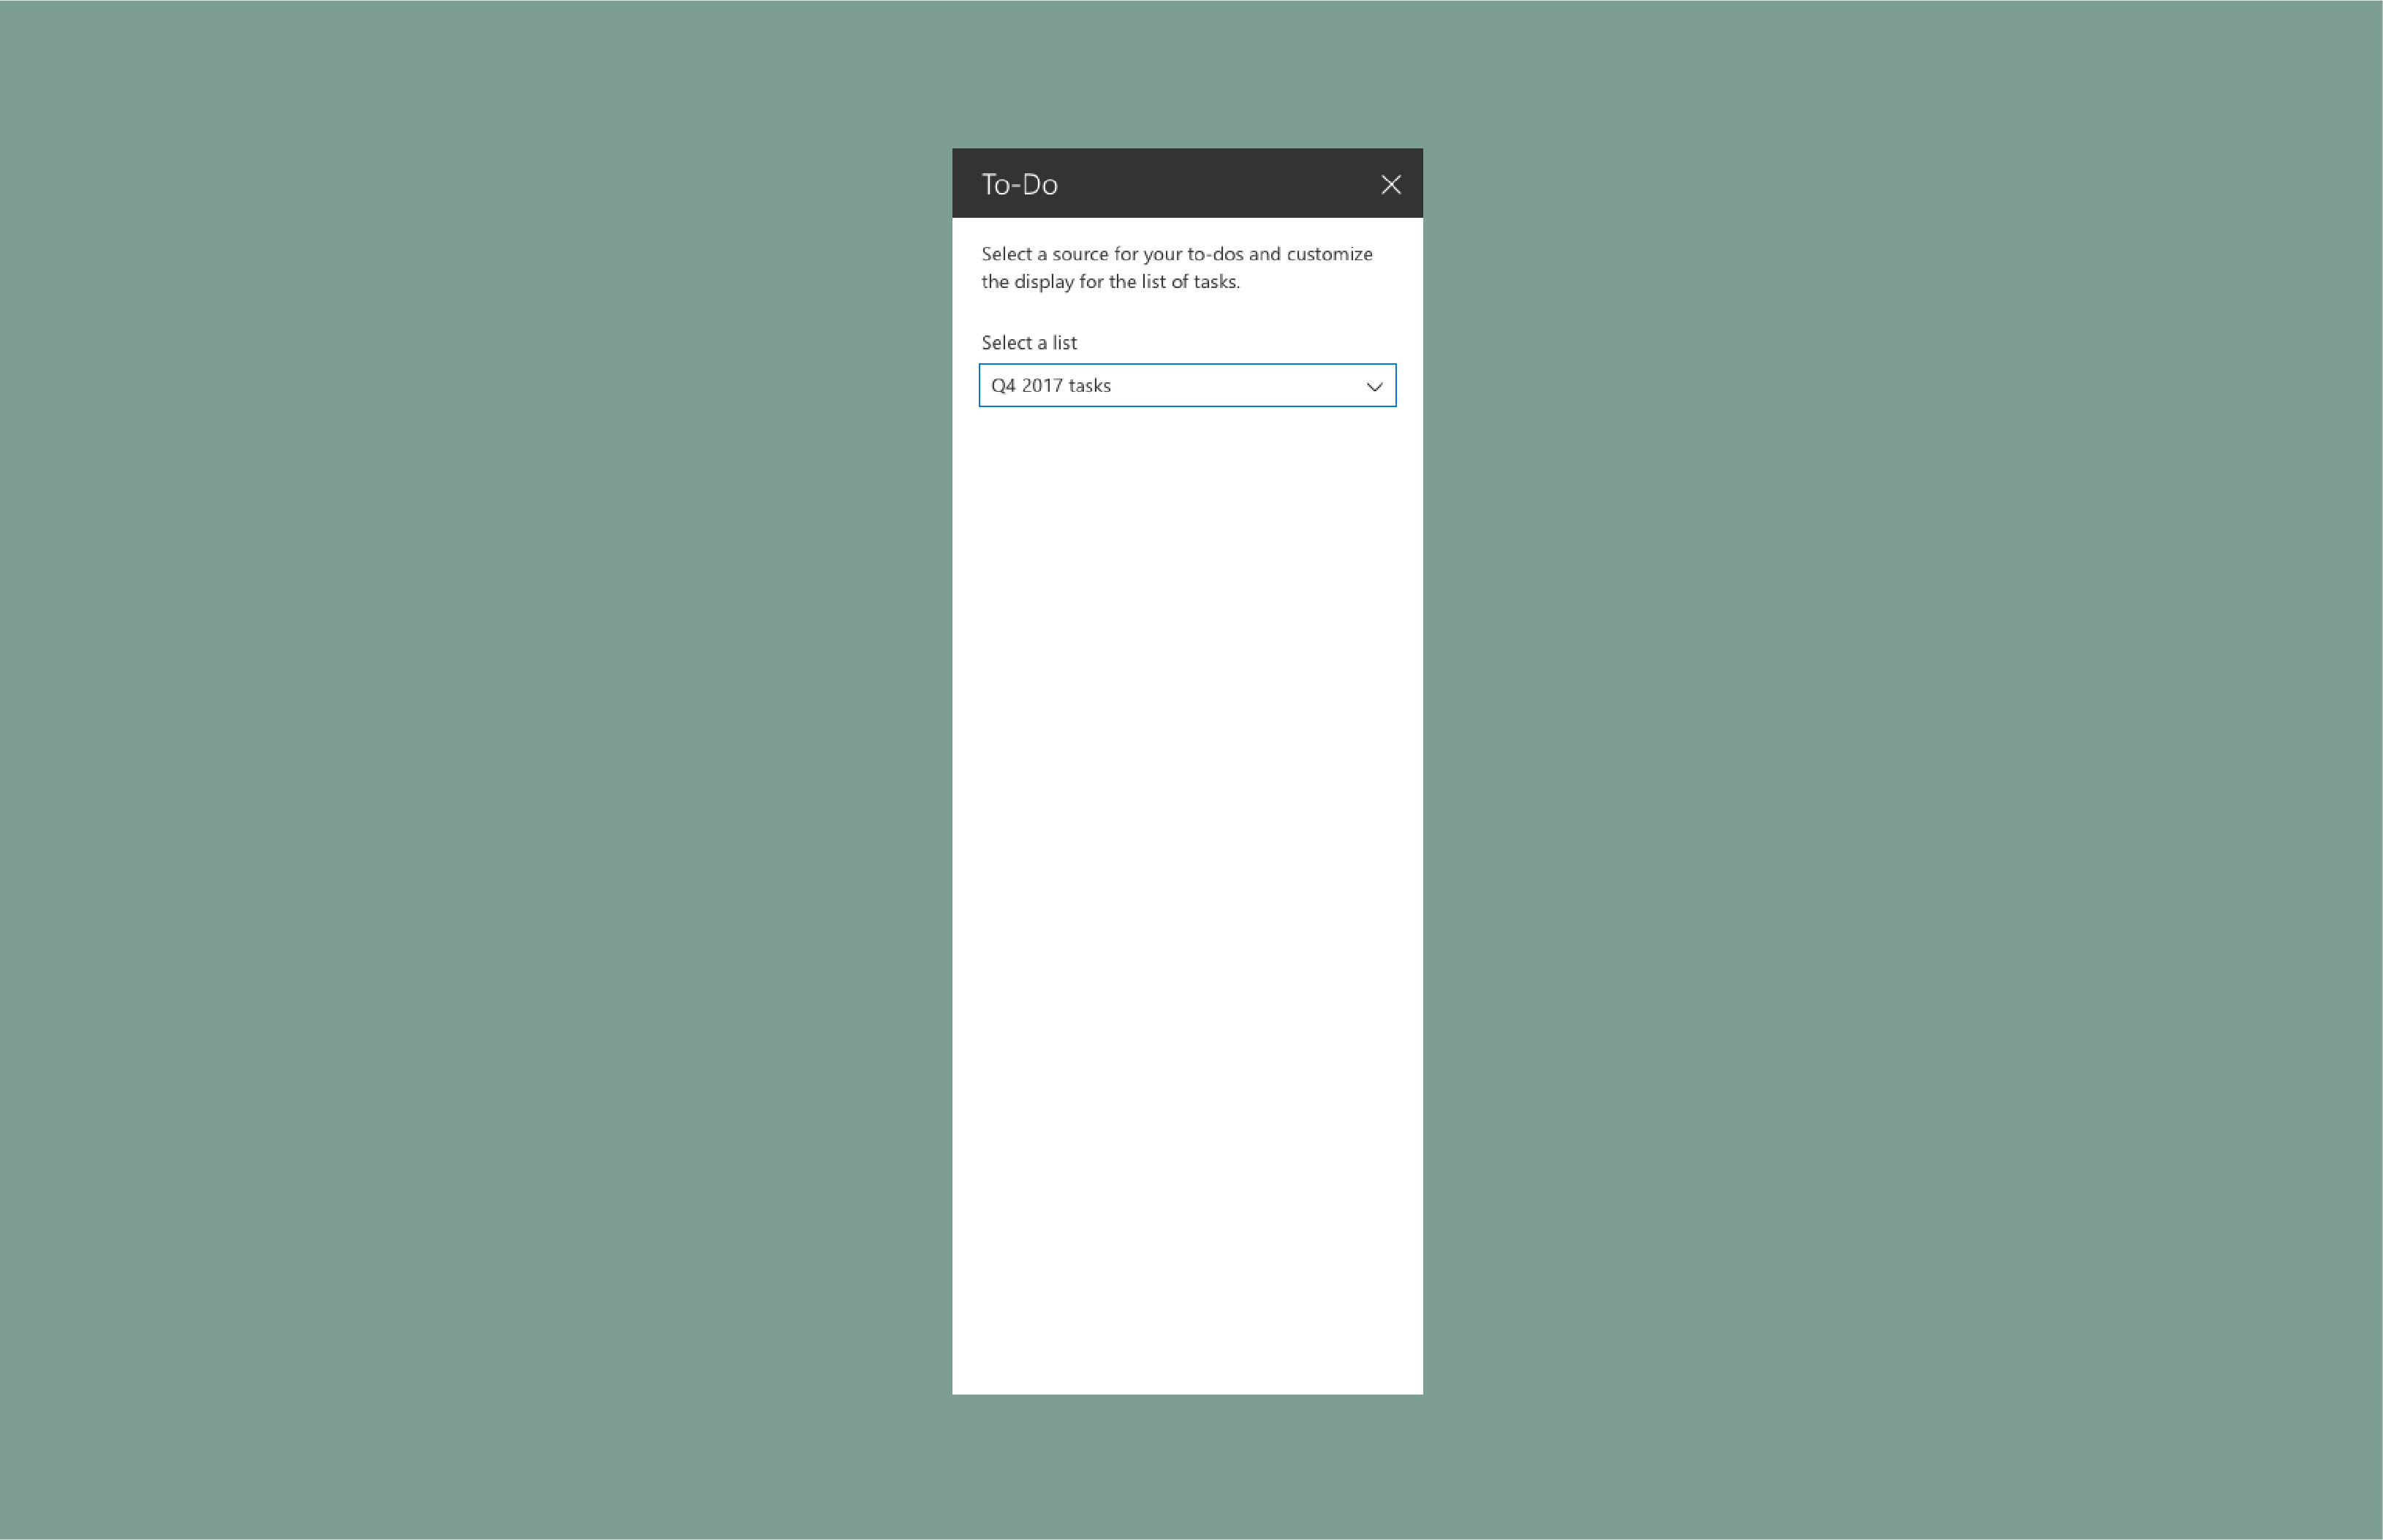 To-Do
Select a source for your to-dos and customize
the display for the list of tasks.
Select a list
Q4 2017 tasks